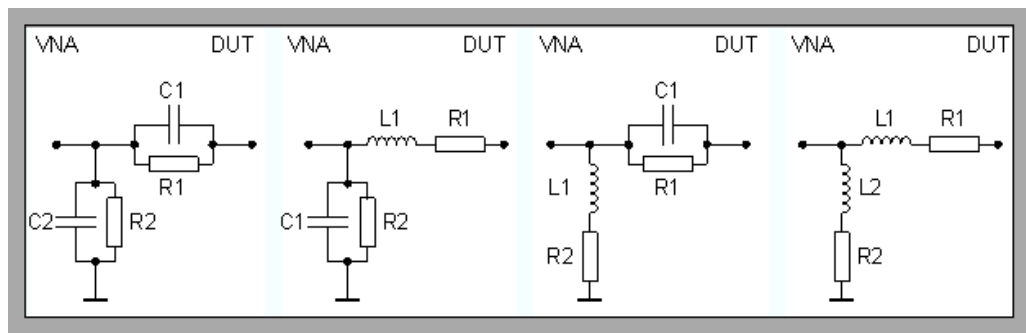 VNA DUT VNA DUT VNA DUT VNA DUT
C1 C1
L1 R1 L1 R1
R1 L1 R1 L2
C2 R2 C1 R2
R2 R2